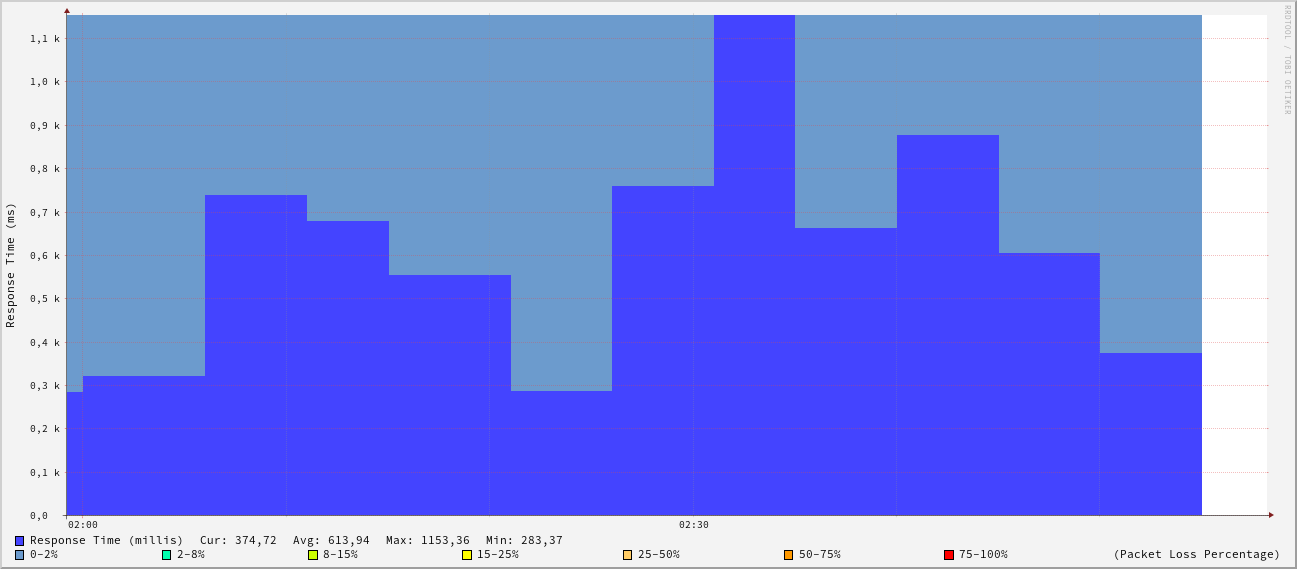 RRDTOOL / TOBI OETIKER
Response Time (ms)
1,1 k
1,0 k
0,9 k
0,8 k
0,7 k
0,6 k
0,5 k
0,4 k
0,3 k
0,2 k
0,1 k
0,0
02:00 02:30
Response Time (millis) Cur: 374,72 Avg: 613,94 Max: 1153,36 Min: 283,37
0-2% 2-8% 8-15% 15-25% 25-50% 50-75% 75-100% (Packet Loss Percentage)